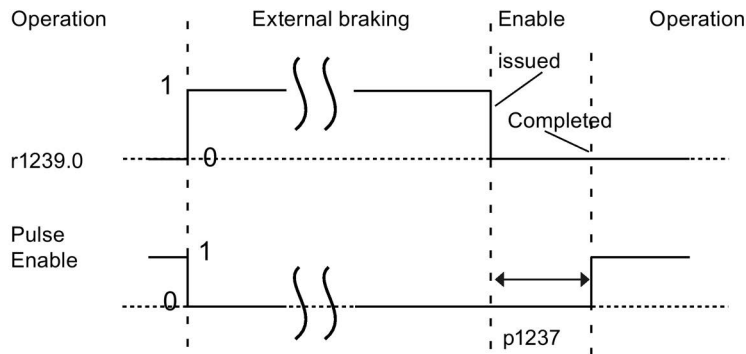 Operation External braking Enable Operation
issued
1
Completed
r1239.0 0
Pulse
Enable 1
0
p1237